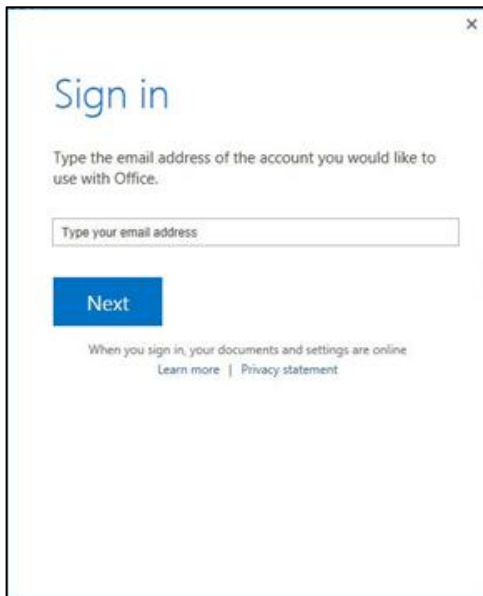 Sign in
Type the email address of the account you would like to
use with Office.
Type your email address
Next
When you sign in, your documents and settings are online
Learn more | Privacy statement